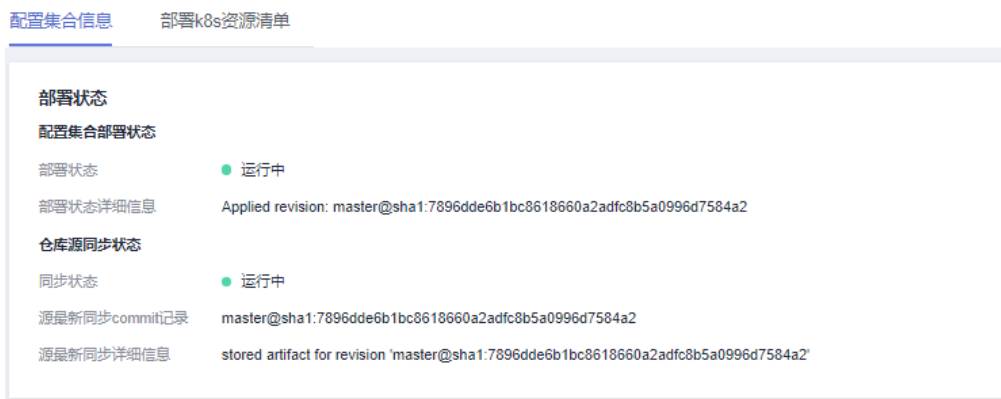 配置集合信息 部署k8s资源清单
部署状态
配置集合部署状态
部署状态 运行中
部署状态详细信息 Applied revision: master@sha1:7896dde6b1bc8618660a2adfc8b5a0996d7584a2
仓库源同步状态
同步状态 运行中
源最新同步commit记录 master@sha1:7896dde6b1bc8618660a2adfc8b5a0996d7584a2
源最新同步详细信息 stored artifact for revision 'master@sha1:7896dde6b1bc8618660a2adfc8b5a0996d7584a2'